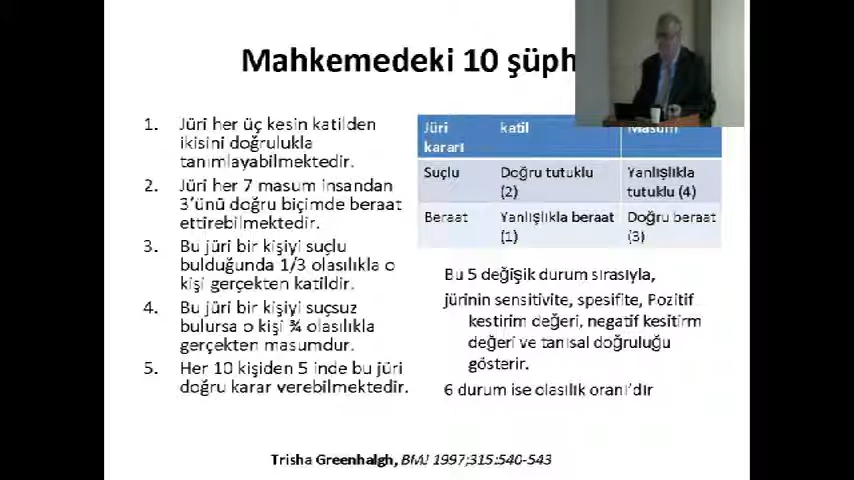 Mahkemedeki 10 şüph
1. Jüri her üç kesin katilden
ikisini doğrulukla
tanımlayabilmektedir.
2. Jüri her 7 masum insandan
3’ünü doğru biçimde beraat
ettirebilmektedir.
3. Bu jüri bir kişiyi suçlu
bulduğunda 1/3 olasılıkla o
kişi gerçekten katildir.
4. Bu jüri bir kişiyi suçsuz
bulursa o kişi ¾ olasılıkla
gerçekten masumdur.
5. Her 10 kişiden 5 inde bu jüri
doğru karar verebilmektedir.
Jüri katil Masum
kararı
Suçlu Doğru tutuklu Yanlışlıkla
(2) tutuklu (4)
Beraat Yanlışlıkla beraat Doğru beraat
(1) (3)
Bu 5 değişik durum sırasıyla,
jürinin sensitivite, spesifite, Pozitif
kestirim değeri, negatif kesitirm
değeri ve tanısal doğruluğu
gösterir.
6 durum ise olasılık oranı’dır
Trisha Greenhalgh, BMJ 1997;315:540-543